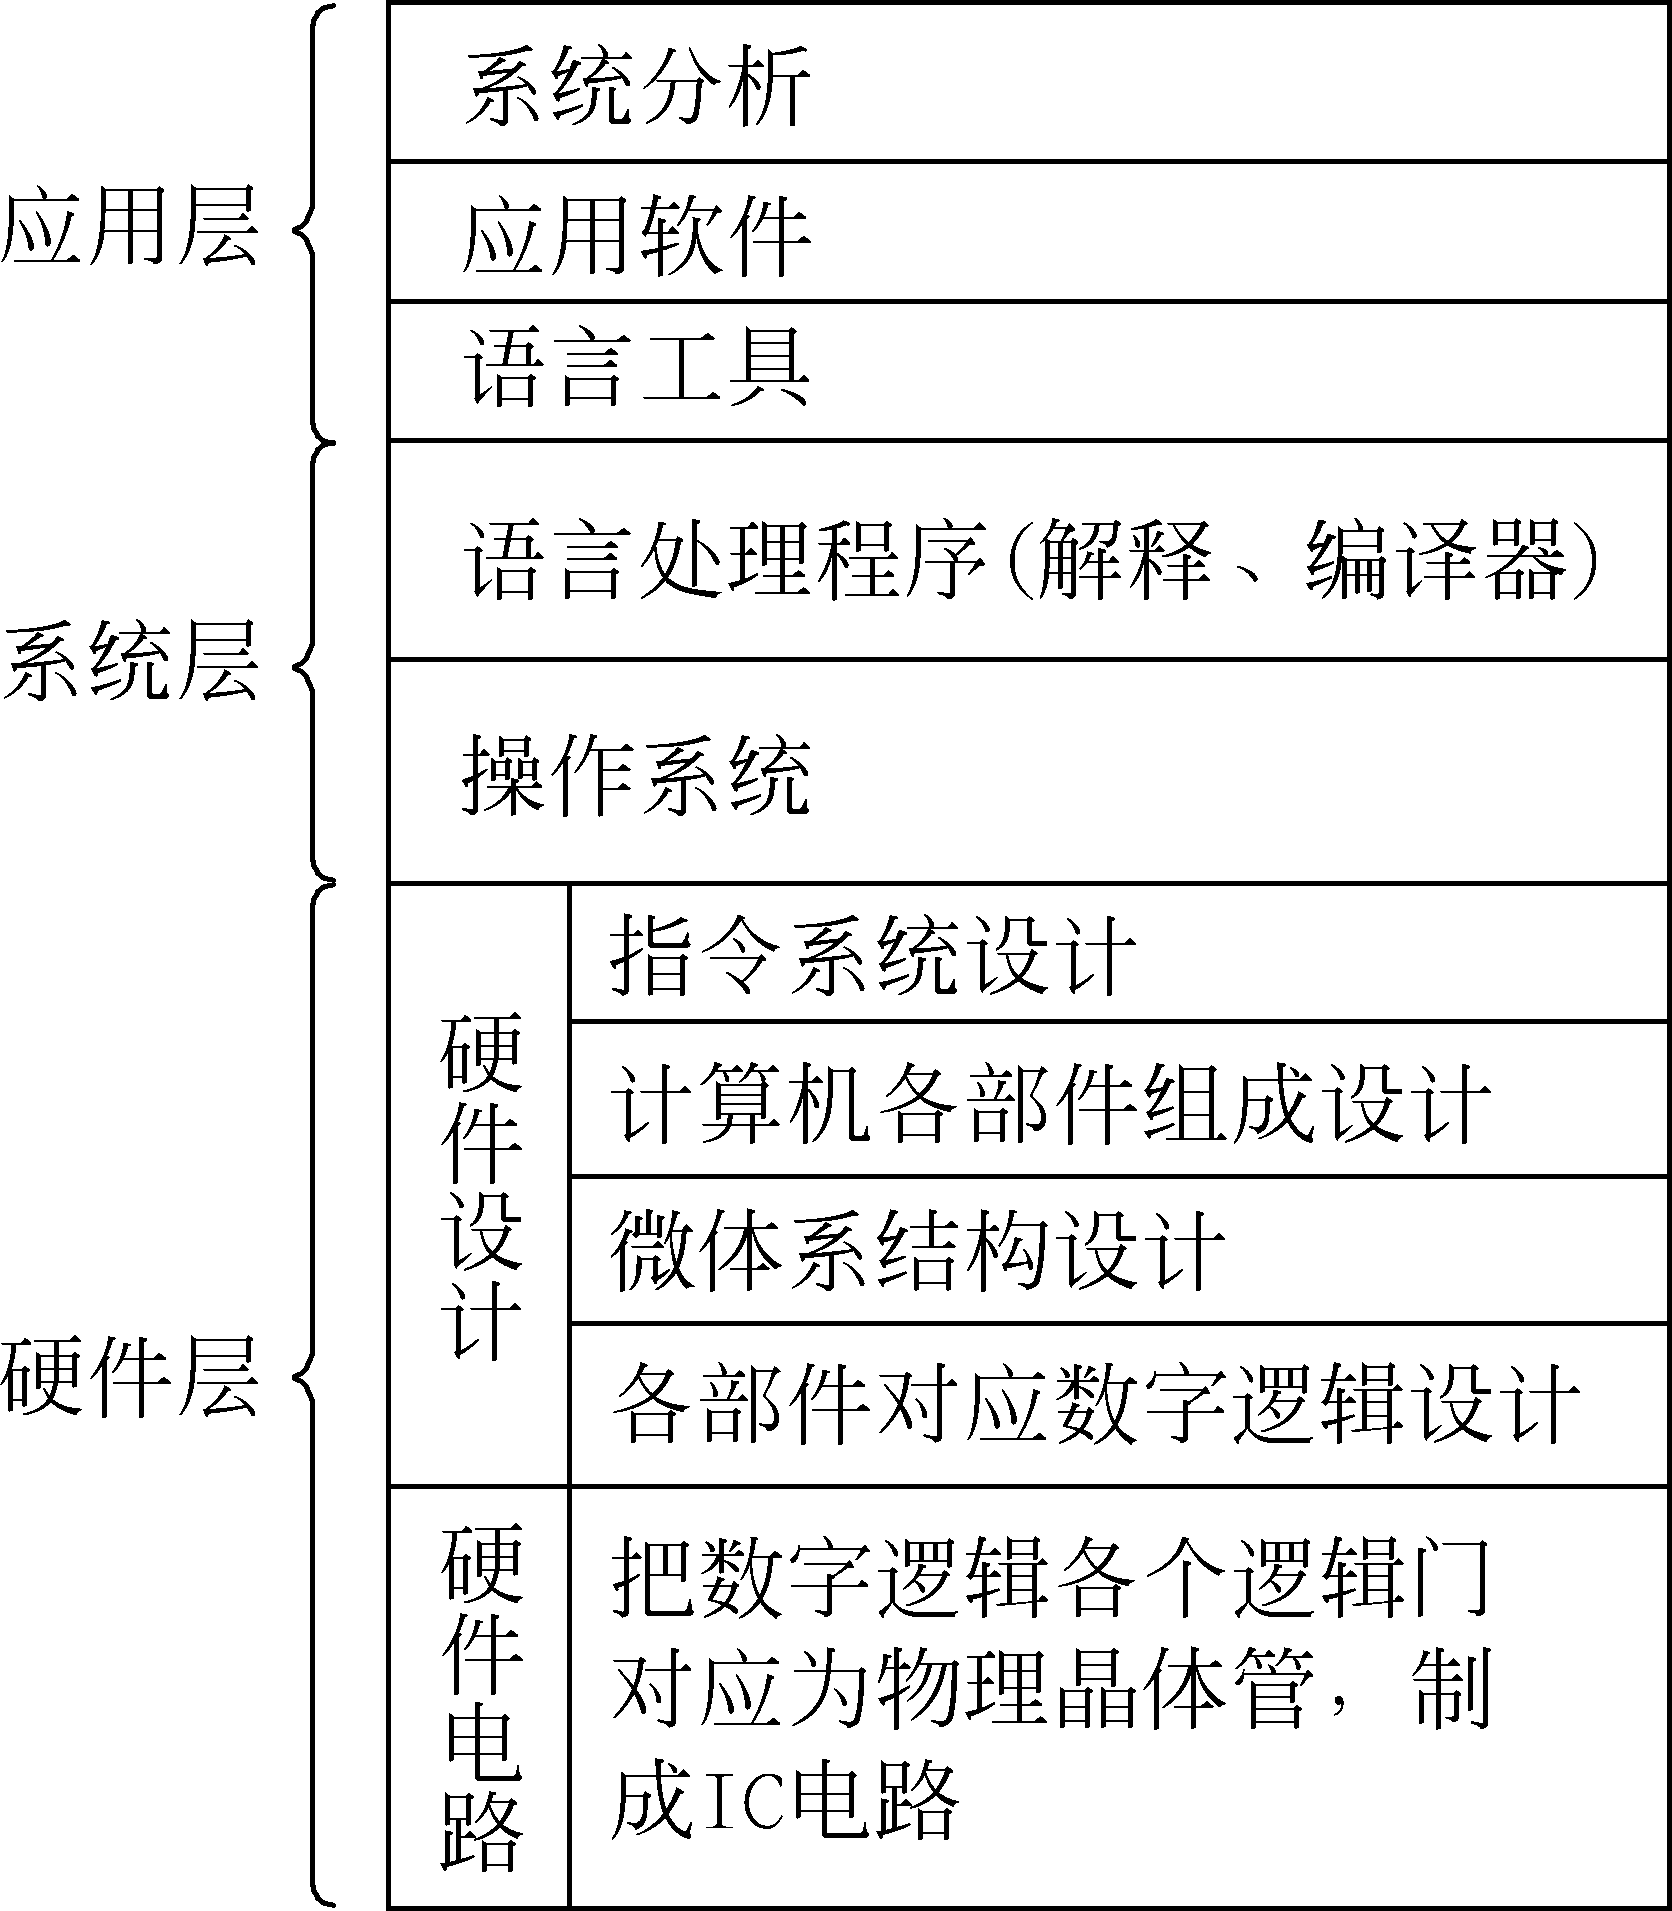 应用层
系统分析
应用软件
语言工具
系统层
语言处理程序(解释、编译器)
操作系统
硬件层
硬件设计
指令系统设计
计算机各部件组成设计
微体系结构设计
各部件对应数字逻辑设计
硬件电路
把数字逻辑各个逻辑门
对应为物理晶体管，制
成IC电路